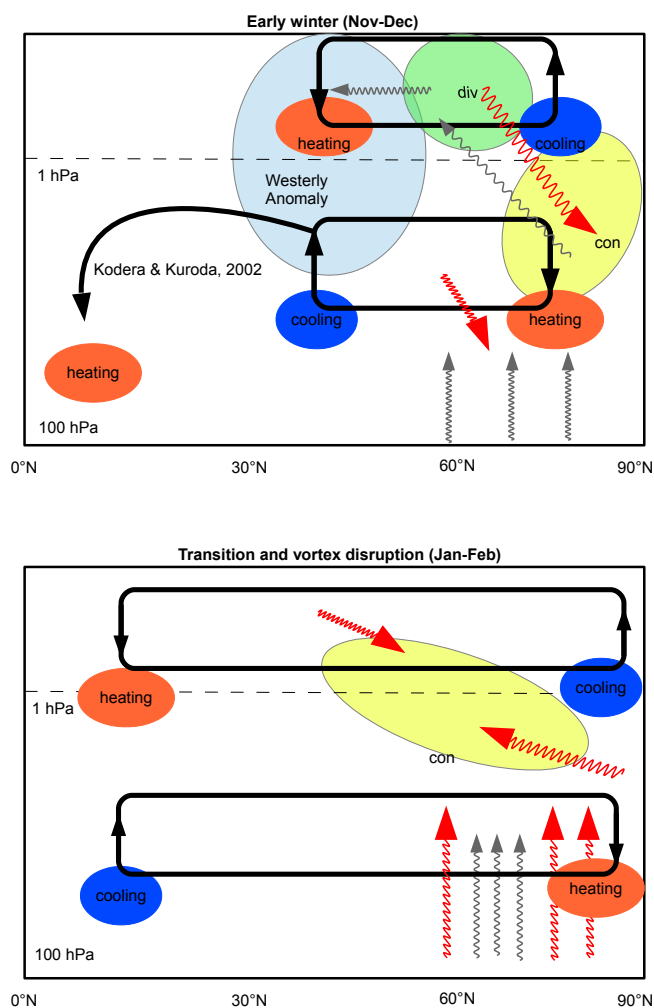 Early winter (Nov-Dec)
div
heating
cooling
1 hPa
Westerly
Anomaly
con
Kodera & Kuroda, 2002
cooling
heating
heating
100 hPa
0°N
30°N
60°N
90°N
Transition and vortex disruption (Jan-Feb)
heating
cooling
1 hPa
con
cooling
heating
100 hPa
0°N
30°N
60°N
90°N